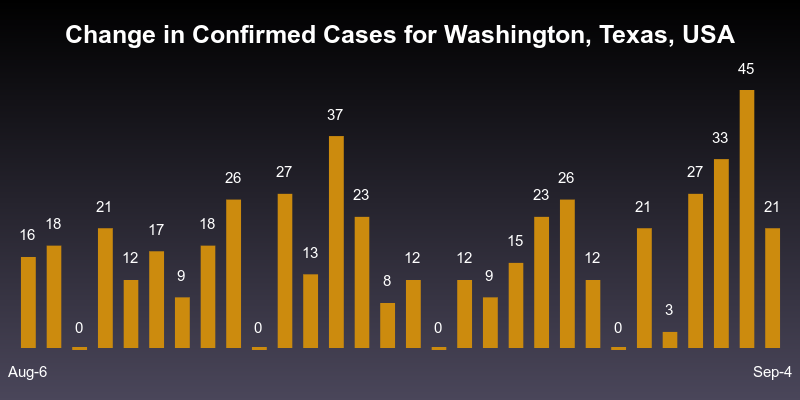 Change in Confirmed Cases for Washington, Texas, USA
16 18 0 21 12 17 9 18 26 0 27 13 37 23 8 12 0 12 9 15 23 26 12 0 21 3 27 33 45 21
Aug-6 Sep-4